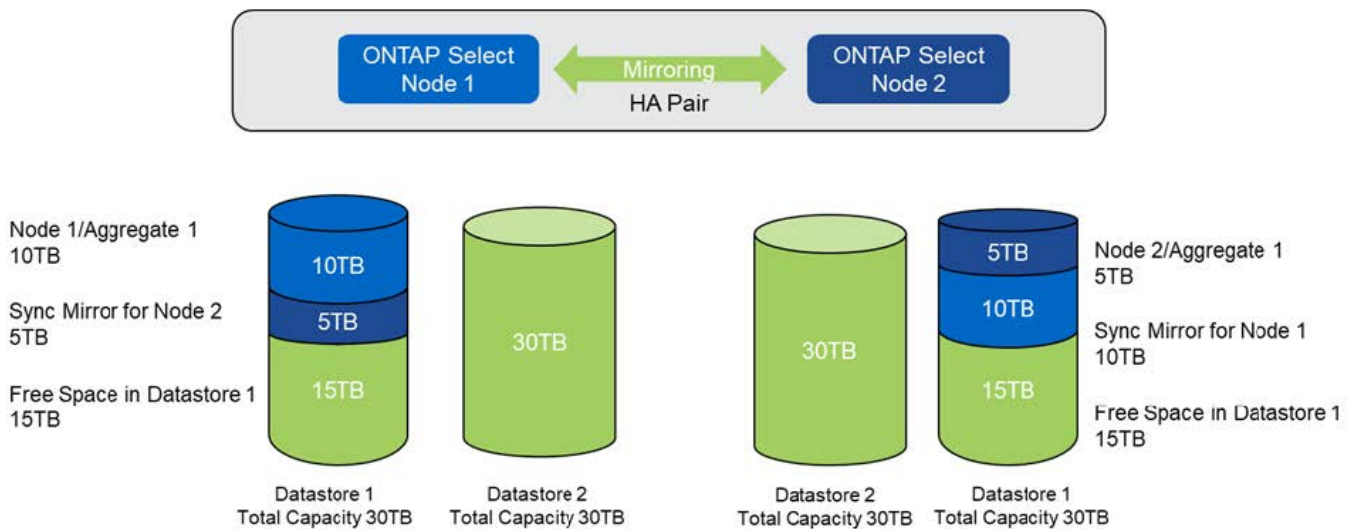 ONTAP Select
Node 1
Mirroring
HA Pair
ONTAP Select
Node 2
Node 1/Aggregate 1
10TB
Sync Mirror for Node 2
5TB
Free Space in Datastore 1
15TB
10TB
5TB
15TB
Datastore 1
Total Capacity 30TB
30TB
Datastore 2
Total Capacity 30TB
30TB
Datastore 2
Total Capacity 30TB
5TB
10TB
15TB
Datastore 1
Total Capacity 30TB
Node 2/Aggregate 1
5TB
Sync Mirror for Node 1
10TB
Free Space in Datastore 1
15TB